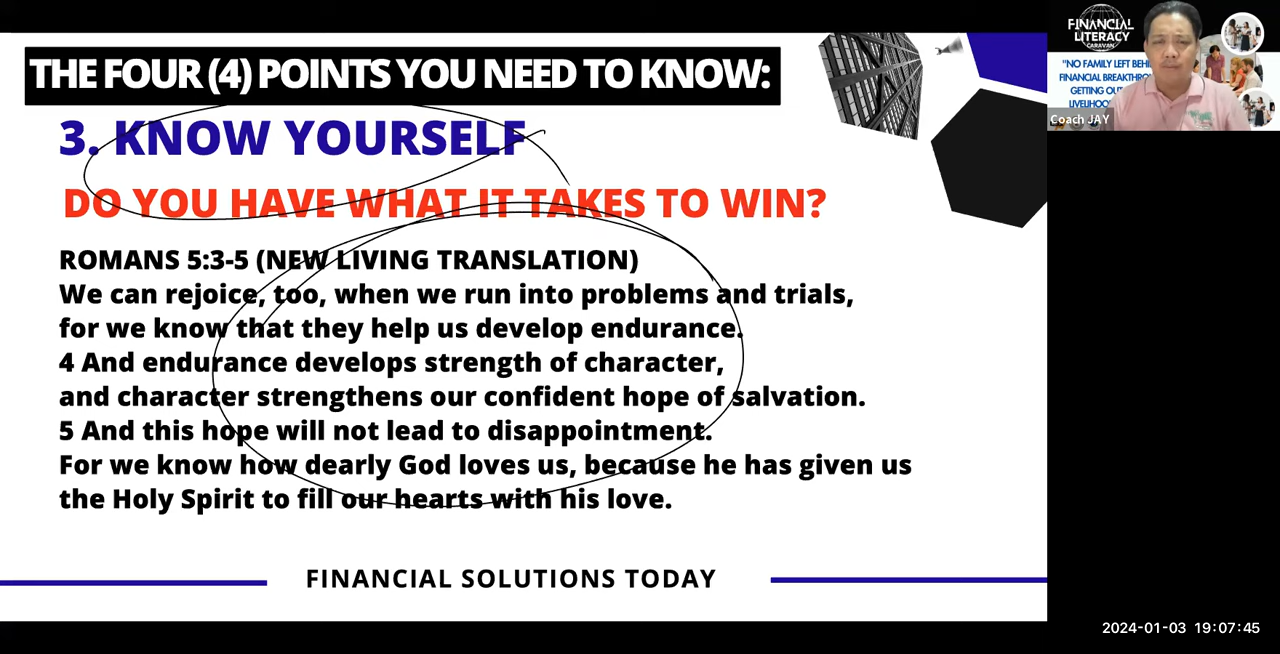 THE FOUR (4) POINTS YOU NEED TO KNOW:
3. KNOW YOURSELF
DO YOU HAVE WHAT IT TAKES TO WIN?
ROMANS 5:3-5 (NEW LIVING TRANSLATION)
We can rejoice, too, when we run into problems and trials,
for we know that they help us develop endurance.
4 And endurance develops strength of character,
and character strengthens our confident hope of salvation.
5 And this hope will not lead to disappointment.
For we know how dearly God loves us, because he has given us
the Holy Spirit to fill our hearts with his love.
FINANCIAL SOLUTIONS TODAY
FINANCIAL
LITERACY
CARAVAN
"NO FAMILY LEFT
FINANCIAL
GETTING
Coach JAY
2024-01-03 19:07:45